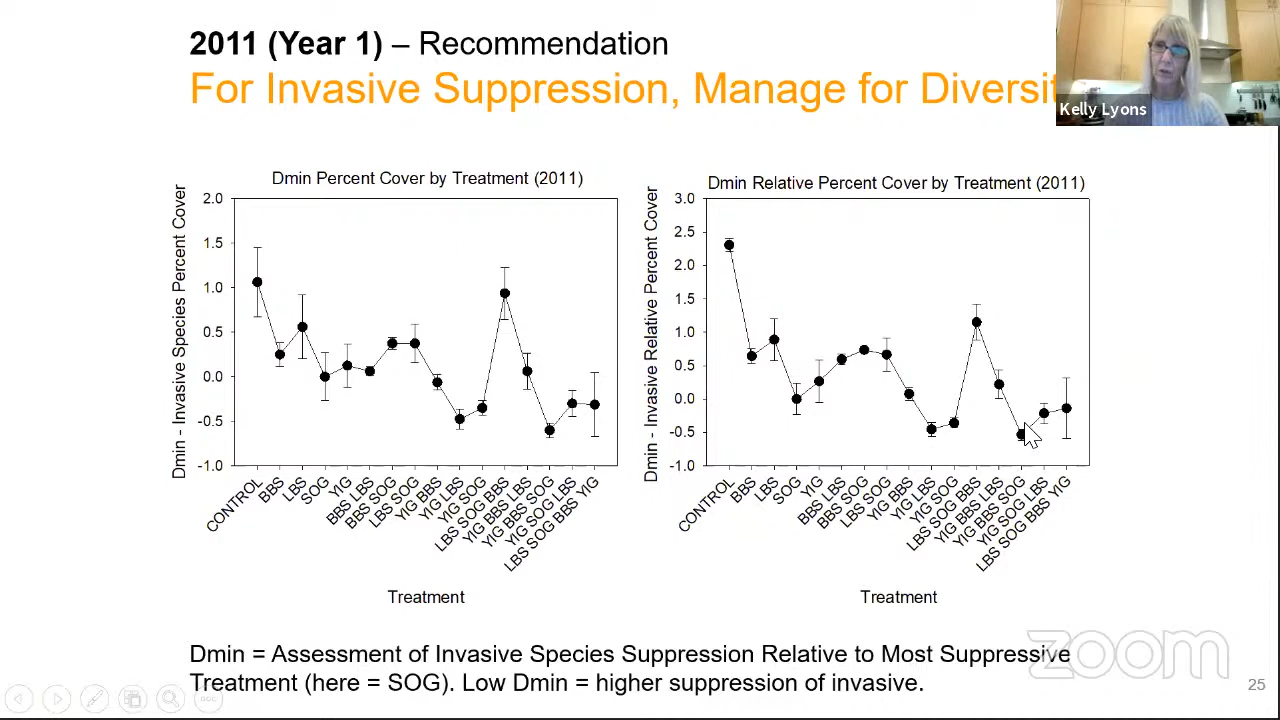 2011 (Year 1) – Recommendation
For Invasive Suppression, Manage for Diversit
Kelly Lyons
Dmin Percent Cover by Treatment (2011)
Dmin - Invasive Species Percent Cover
2.0
1.5
1.0
0.5
0.0
-0.5
-1.0
CONTROL
BBS
LBS
SOG
YIG
BBS LBS
BBS SOG
LBS SOG
YIG BBS
YIG LBS
YIG SOG
LBS SOG BBS
YIG BBS LBS
YIG BBS SOG
YIG SOG LBS
LBS SOG BBS YIG
Treatment
Dmin Relative Percent Cover by Treatment (2011)
Dmin - Invasive Relative Percent Cover
3.0
2.5
2.0
1.5
1.0
0.5
0.0
-0.5
-1.0
CONTROL
BBS
LBS
SOG
YIG
BBS LBS
BBS SOG
LBS SOG
YIG BBS
YIG LBS
YIG SOG
LBS SOG BBS
YIG BBS LBS
YIG BBS SOG
YIG SOG LBS
LBS SOG BBS YIG
Treatment
Dmin = Assessment of Invasive Species Suppression Relative to Most Suppressive
Treatment (here = SOG). Low Dmin = higher suppression of invasive.
zoom
25